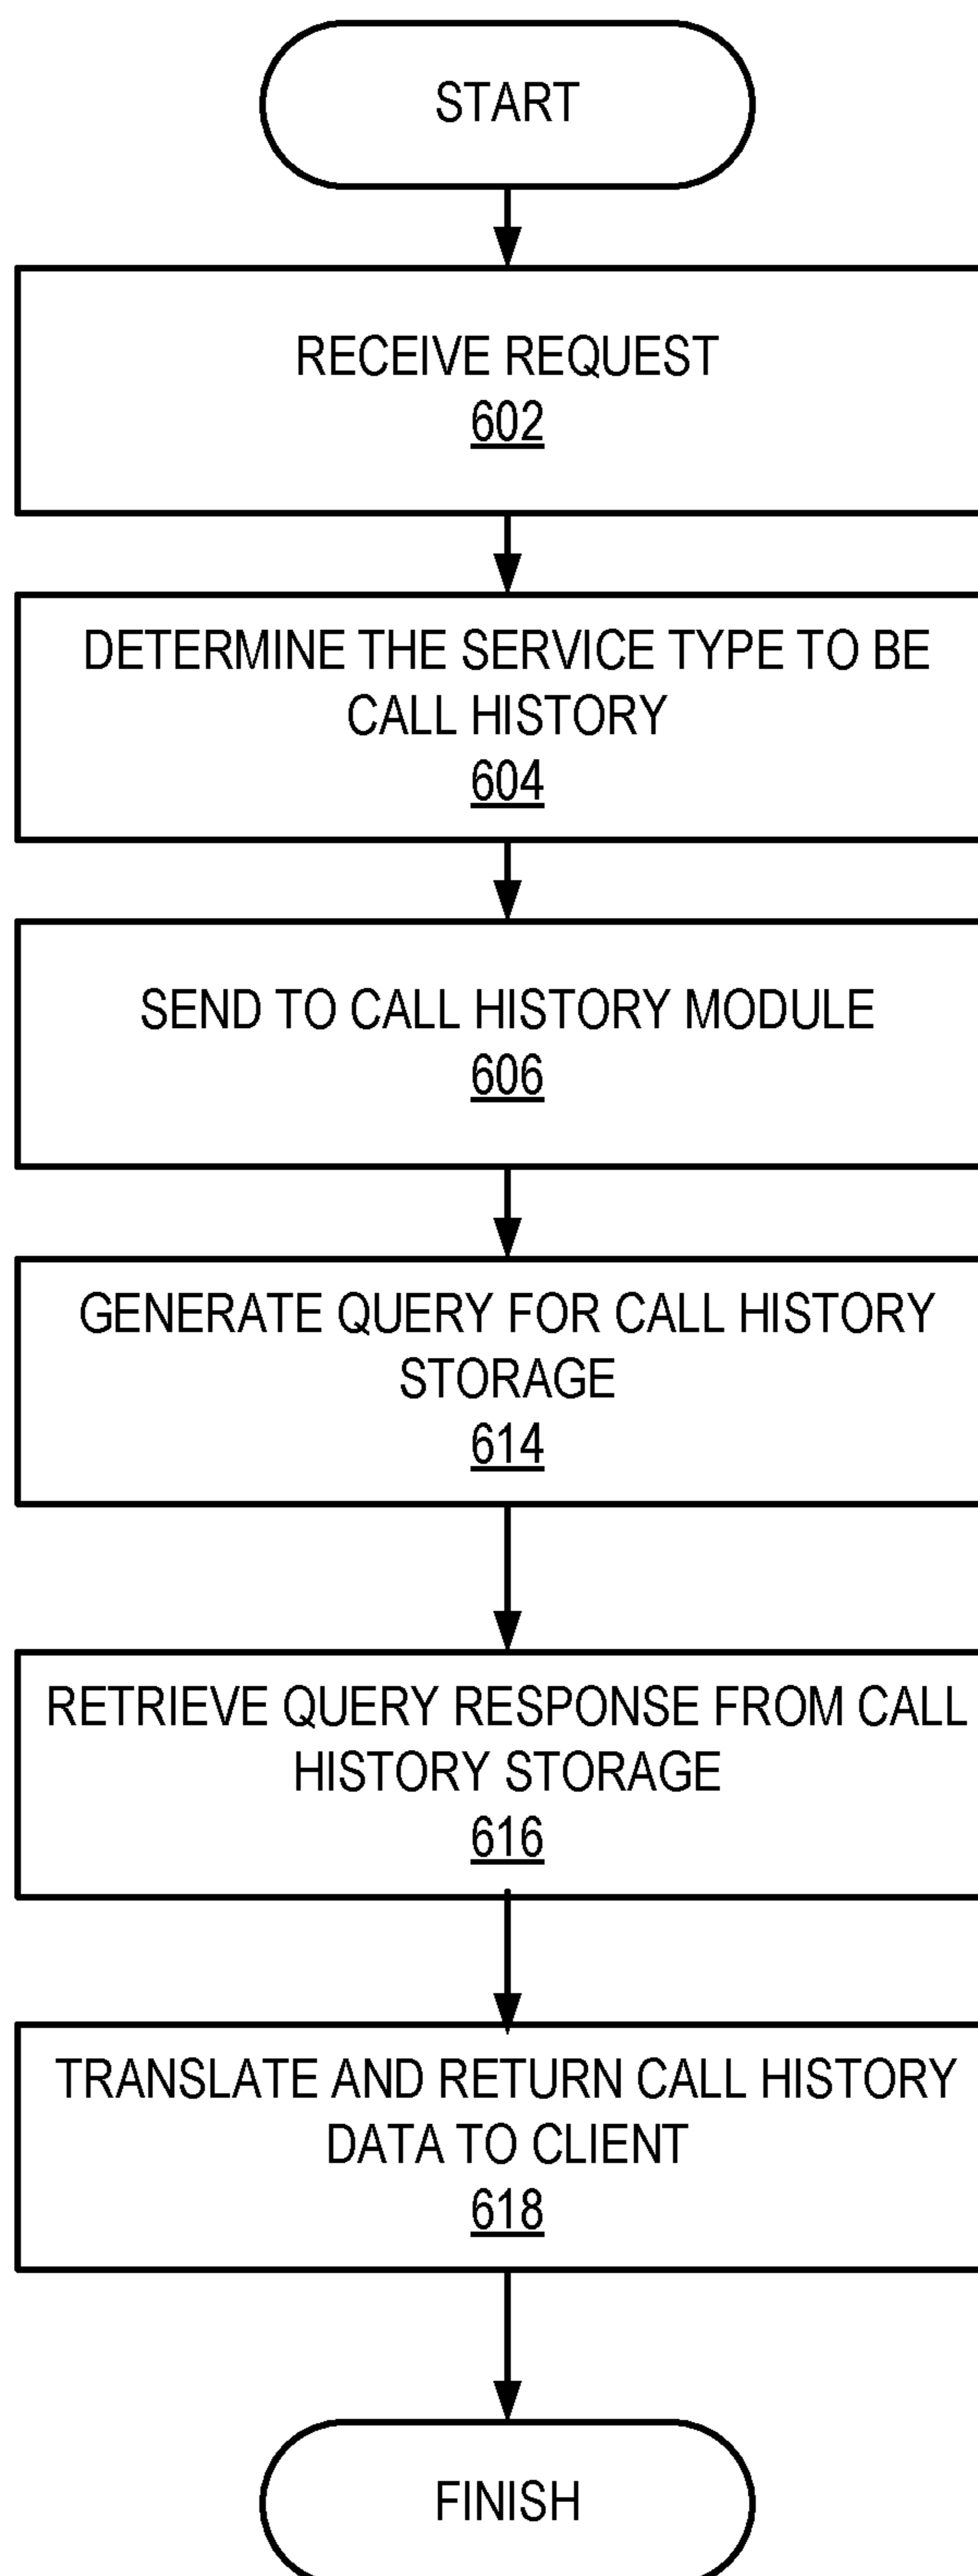 START
RECEIVE REQUEST
602
DETERMINE THE SERVICE TYPE TO BE
CALL HISTORY
604
SEND TO CALL HISTORY MODULE
606
GENERATE QUERY FOR CALL HISTORY
STORAGE
614
RETRIEVE QUERY RESPONSE FROM CALL
HISTORY STORAGE
616
TRANSLATE AND RETURN CALL HISTORY
DATA TO CLIENT
618
FINISH